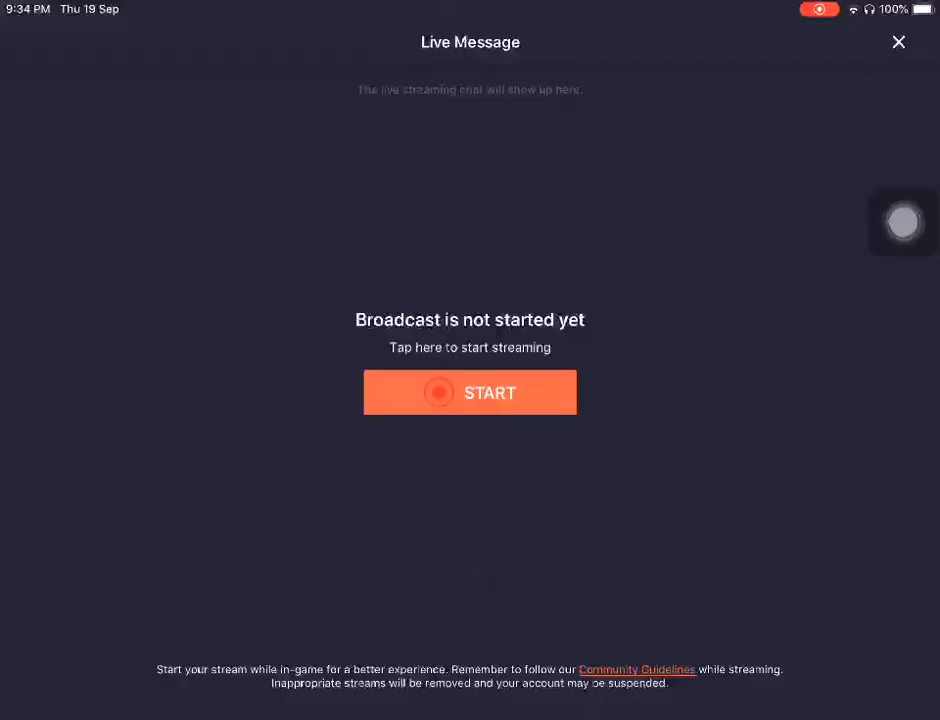 9:34 PM Thu 19 Sep 100%
Live Message
The live streaming chat will show up here.
Broadcast is not started yet
Tap here to start streaming
START
Start your stream while in-game for a better experience. Remember to follow our Community Guidelines while streaming.
Inappropriate streams will be removed and your account may be suspended.